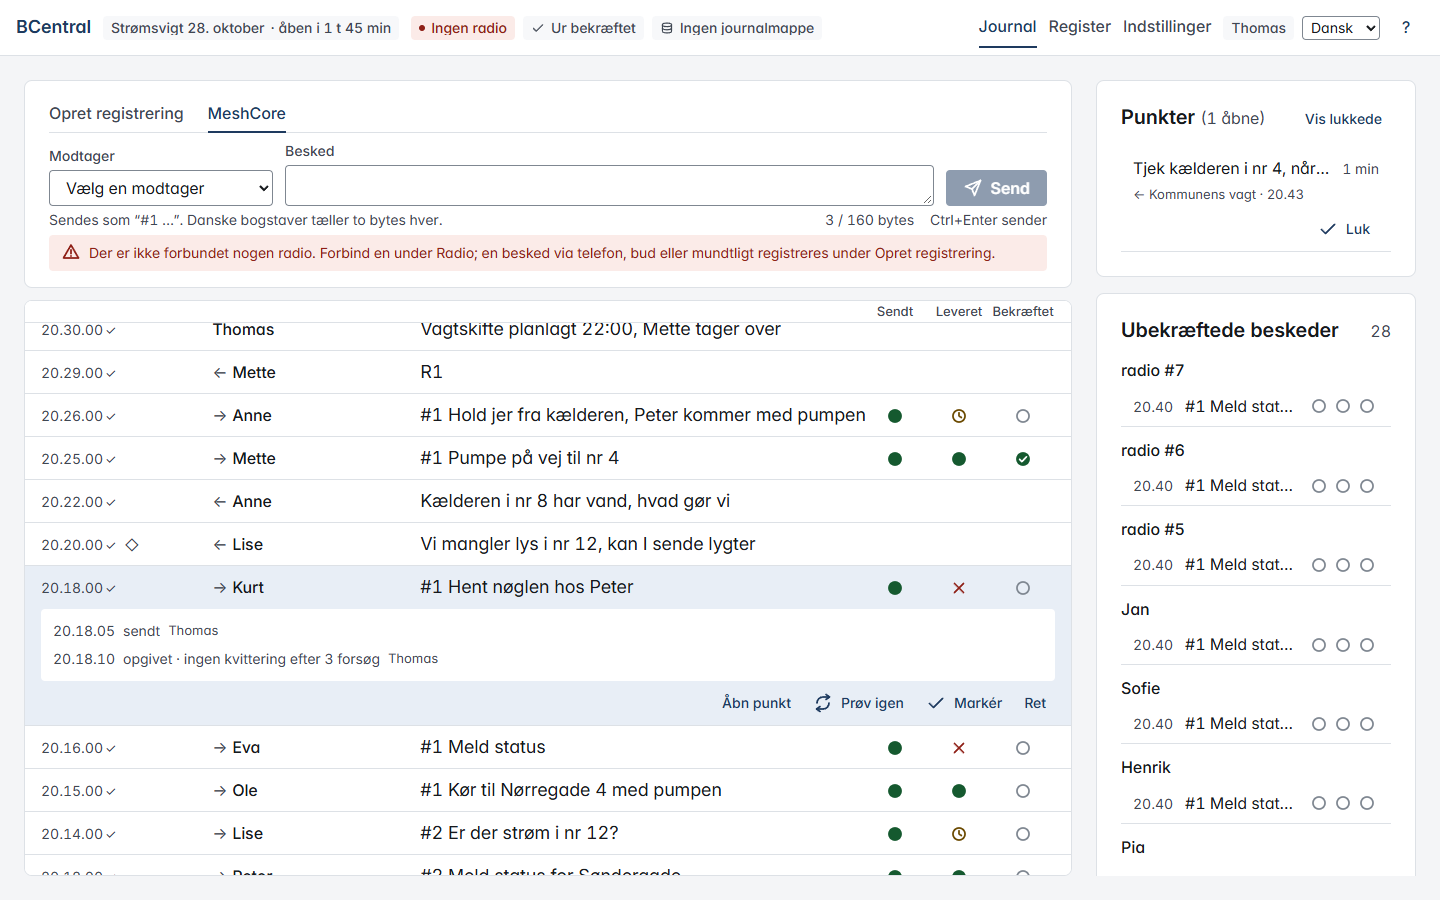 BCentral Strømsvigt 28. oktober · åben i 1 t 45 min Ingen radio Ur bekræftet Ingen journalmappe Journal Register Indstillinger Thomas Dansk ?
Opret registrering MeshCore
Modtager Besked
Vælg en modtager Send
Sendes som “#1 …”. Danske bogstaver tæller to bytes hver. 3 / 160 bytes Ctrl+Enter sender
Der er ikke forbundet nogen radio. Forbind en under Radio; en besked via telefon, bud eller mundtligt registreres under Opret registrering.
Sendt Leveret Bekræftet
20.30.00 ✓ Thomas Vagtskifte planlagt 22:00, Mette tager over
20.29.00 ✓ ← Mette R1
20.26.00 ✓ → Anne #1 Hold jer fra kælderen, Peter kommer med pumpen
20.25.00 ✓ → Mette #1 Pumpe på vej til nr 4
20.22.00 ✓ ← Anne Kælderen i nr 8 har vand, hvad gør vi
20.20.00 ✓ ← Lise Vi mangler lys i nr 12, kan I sende lygter
20.18.00 ✓ → Kurt #1 Hent nøglen hos Peter
20.18.05 sendt Thomas
20.18.10 opgivet · ingen kvittering efter 3 forsøg Thomas
Åbn punkt Prøv igen Markér Ret
20.16.00 ✓ → Eva #1 Meld status
20.15.00 ✓ → Ole #1 Kør til Nørregade 4 med pumpen
20.14.00 ✓ → Lise #2 Er der strøm i nr 12?
Peter #2 Meld status for Søndergade
Punkter (1 åbne) Vis lukkede
Tjek kælderen i nr 4, når… 1 min
← Kommunens vagt · 20.43
Luk
Ubekræftede beskeder 28
radio #7
20.40 #1 Meld stat…
radio #6
20.40 #1 Meld stat…
radio #5
20.40 #1 Meld stat…
Jan
20.40 #1 Meld stat…
Sofie
20.40 #1 Meld stat…
Henrik
20.40 #1 Meld stat…
Pia